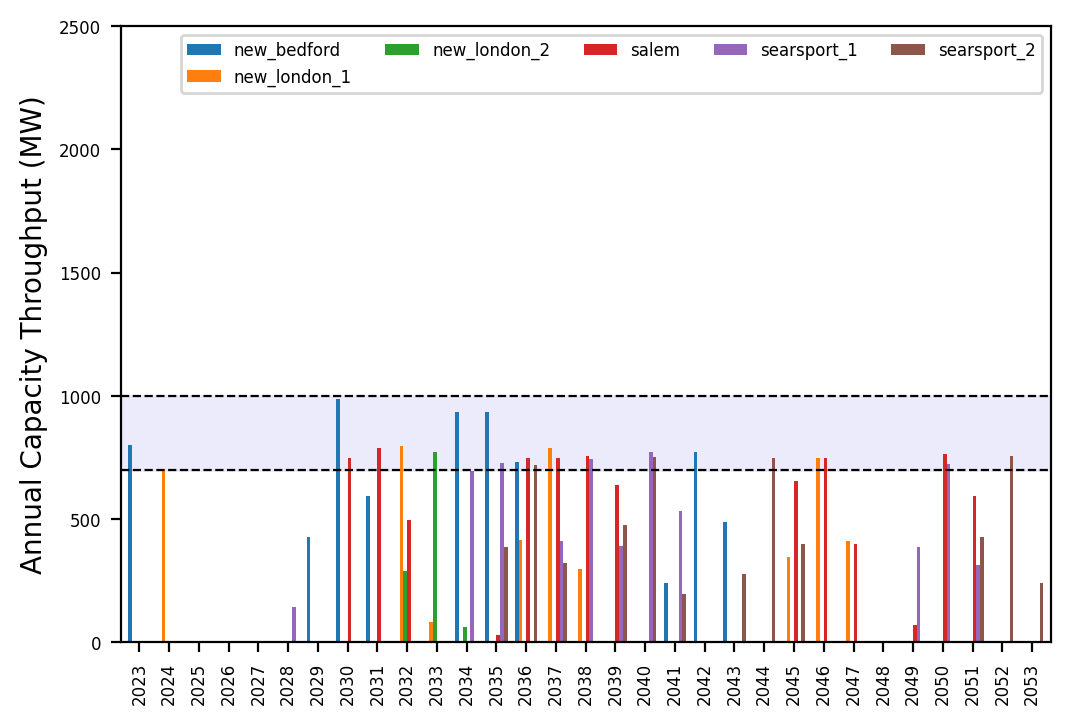 Annual Capacity Throughput (MW)
2500
2000
1500
1000
500
0
new_bedford new_london_2 salem searsport_1 searsport_2
new_london_1
2023 2024 2025 2026 2027 2028 2029 2030 2031 2032 2033 2034 2035 2036 2037 2038 2039 2040 2041 2042 2043 2044 2045 2046 2047 2048 2049 2050 2051 2052 2053